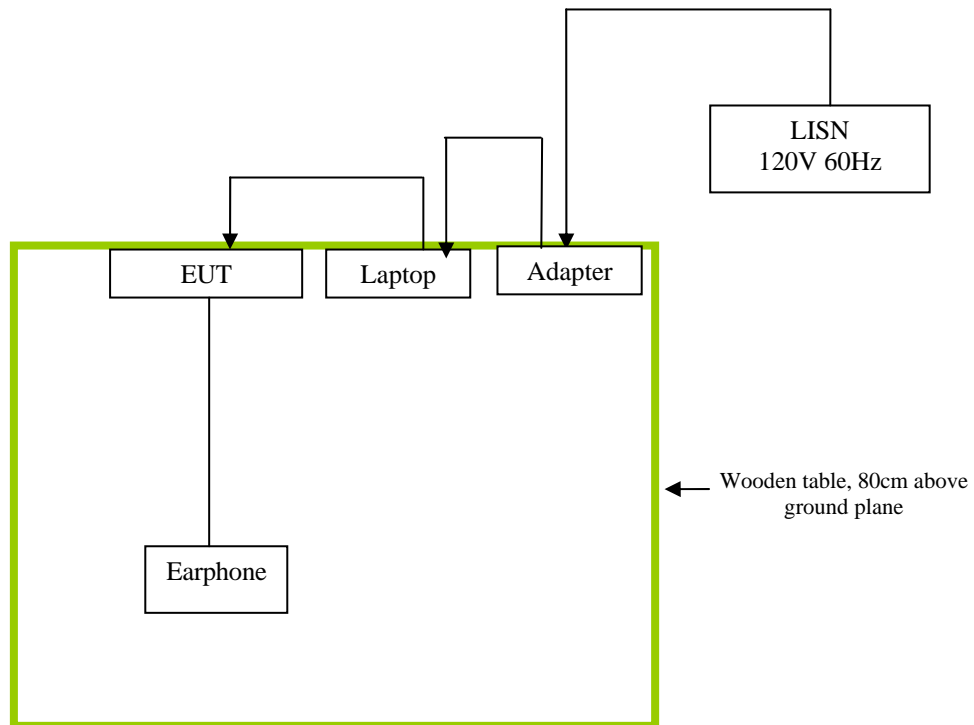 LISN
120V 60Hz
EUT
Laptop
Adapter
Wooden table, 80cm above
ground plane
Earphone